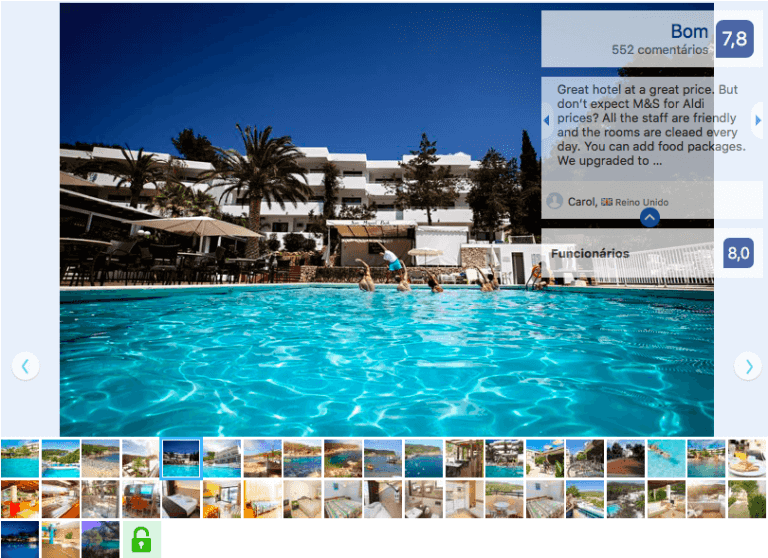 Bom
7,8
552 comentários
Great hotel at a great price. But
don't expect M&S for Aldi
prices? All the staff are friendly
and the rooms are cleaed every
day. You can add food packages.
We upgraded to ...
Carol, Reino Unido
Funcionários
8,0